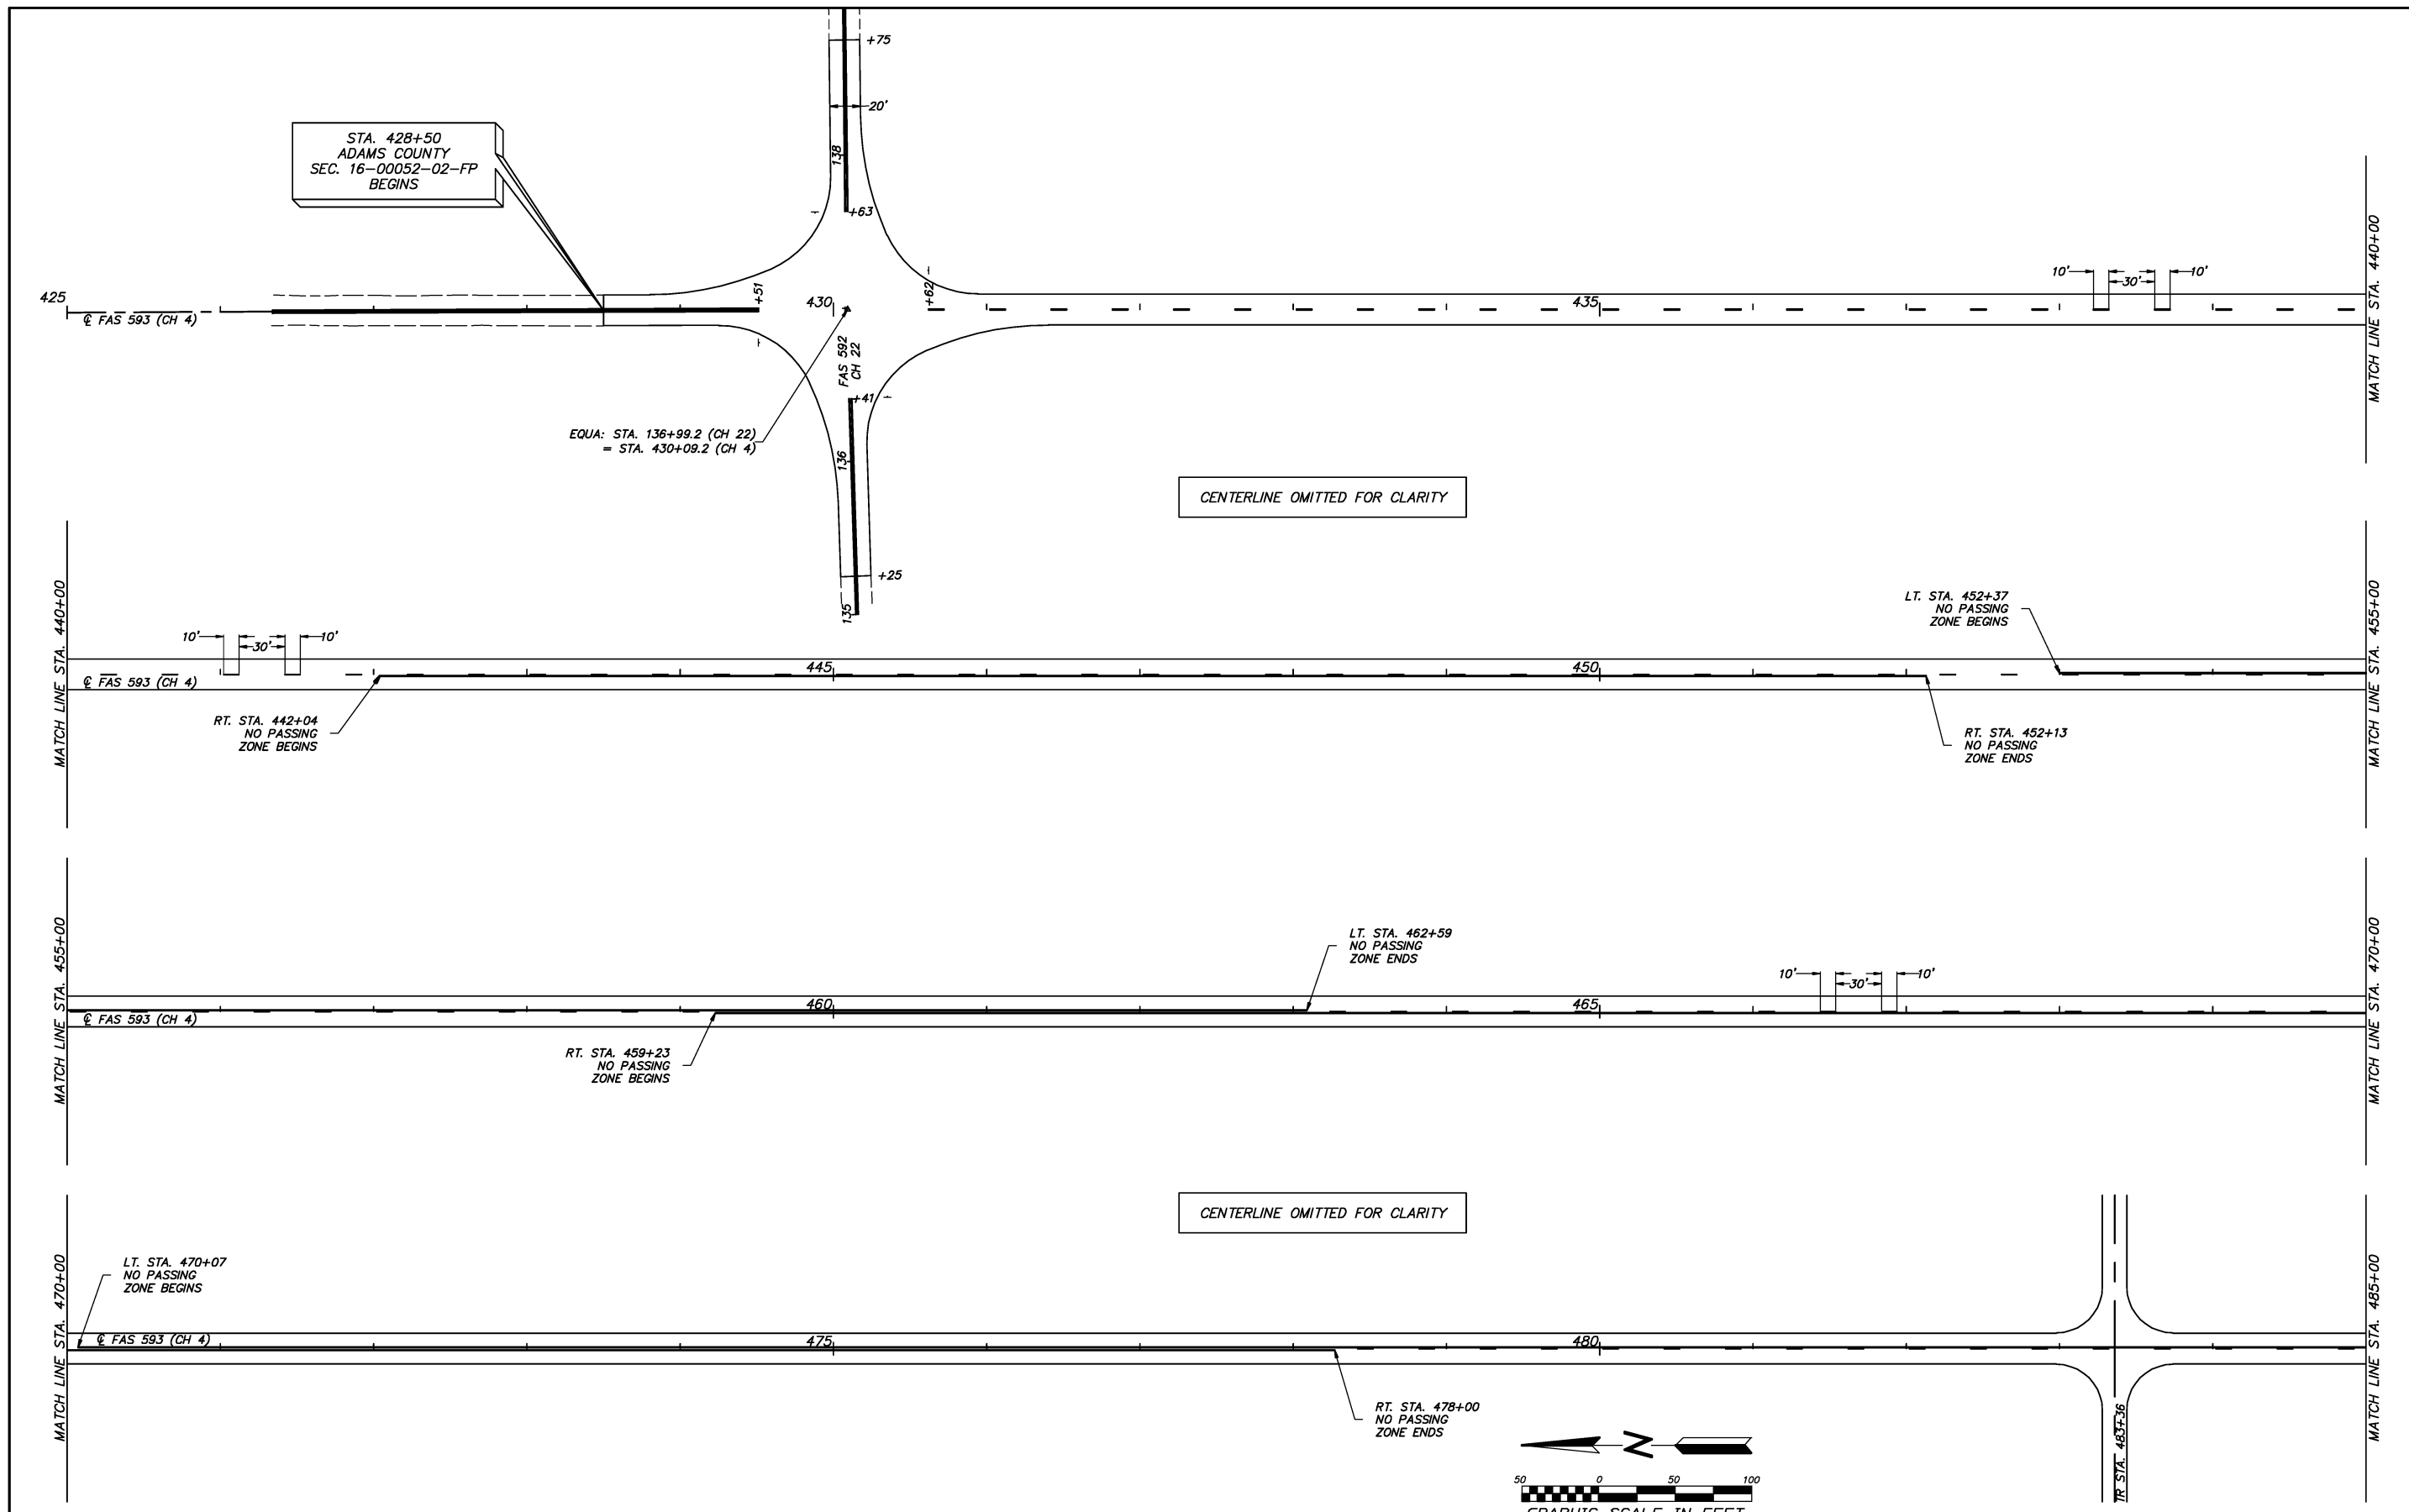 +75
20'
STA. 428+50
ADAMS COUNTY
SEC. 16-00052-02-FP
BEGINS
138
+63
MATCH LINE STA. 440+00
425
℄ FAS 593 (CH 4)
+51
430
+62
435
10'
30'
10'
FAS 592
CH 22
+41
EQUA: STA. 136+99.2 (CH 22)
= STA. 430+09.2 (CH 4)
136
CENTERLINE OMITTED FOR CLARITY
+25
135
MATCH LINE STA. 440+00
10'
30'
10'
℄ FAS 593 (CH 4)
445
450
LT. STA. 452+37
NO PASSING
ZONE BEGINS
MATCH LINE STA. 455+00
RT. STA. 442+04
NO PASSING
ZONE BEGINS
RT. STA. 452+13
NO PASSING
ZONE ENDS
MATCH LINE STA. 455+00
LT. STA. 462+59
NO PASSING
ZONE ENDS
10'
30'
10'
MATCH LINE STA. 470+00
℄ FAS 593 (CH 4)
460
465
RT. STA. 459+23
NO PASSING
ZONE BEGINS
CENTERLINE OMITTED FOR CLARITY
MATCH LINE STA. 470+00
LT. STA. 470+07
NO PASSING
ZONE BEGINS
℄ FAS 593 (CH 4)
475
480
MATCH LINE STA. 485+00
RT. STA. 478+00
NO PASSING
ZONE ENDS
TR STA. 483+36
N
50 0 50 100
GRAPHIC SCALE IN FEET